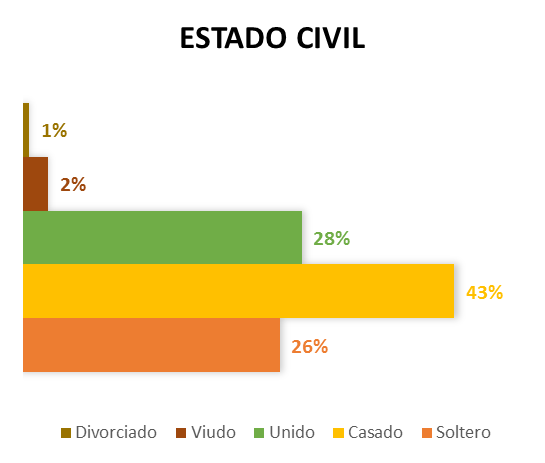 ESTADO CIVIL
1%
2%
28%
43%
26%
Divorciado Viudo Unido Casado Soltero